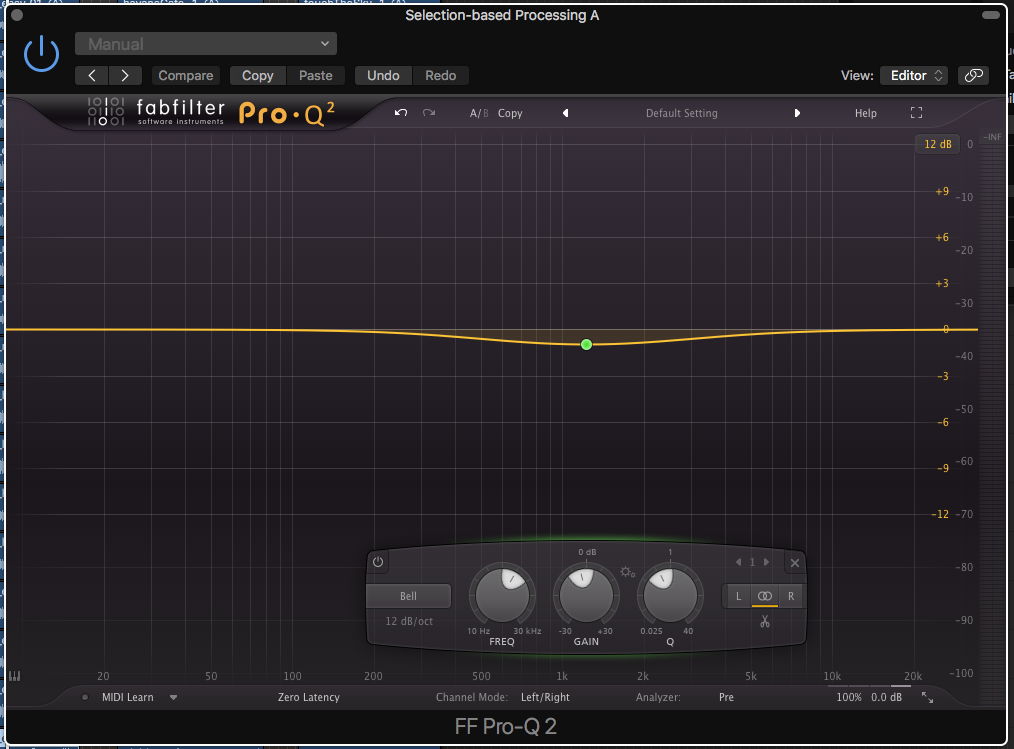 Selection-based Processing A
Manual
Compare Copy Paste Undo Redo View: Editor
fabfilter Pro·Q²
software instruments
A/B Copy Default Setting Help
-INF
12 dB 0
+9 -10
+6 -20
+3 -30
0 -40
-3 -50
-6 -60
-9
-12 -70
-80
-90
-100
0 dB 1 1
Bell L R
12 dB/oct
10 Hz 30 kHz -30 +30 0.025 40
FREQ GAIN Q
20 50 100 200 500 1k 2k 5k 10k 20k
MIDI Learn Zero Latency Channel Mode: Left/Right Analyzer: Pre 100% 0.0 dB
FF Pro-Q 2